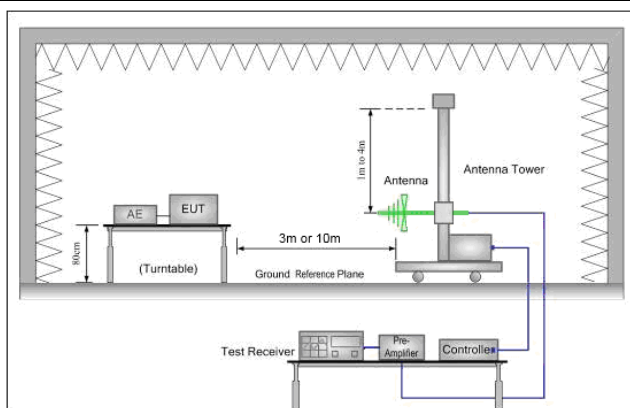 1m to 4m
Antenna
Antenna Tower
AE
EUT
80cm
(Turntable)
3m or 10m
Ground Reference Plane
Test Receiver
Pre-
Amplifier
Controlle